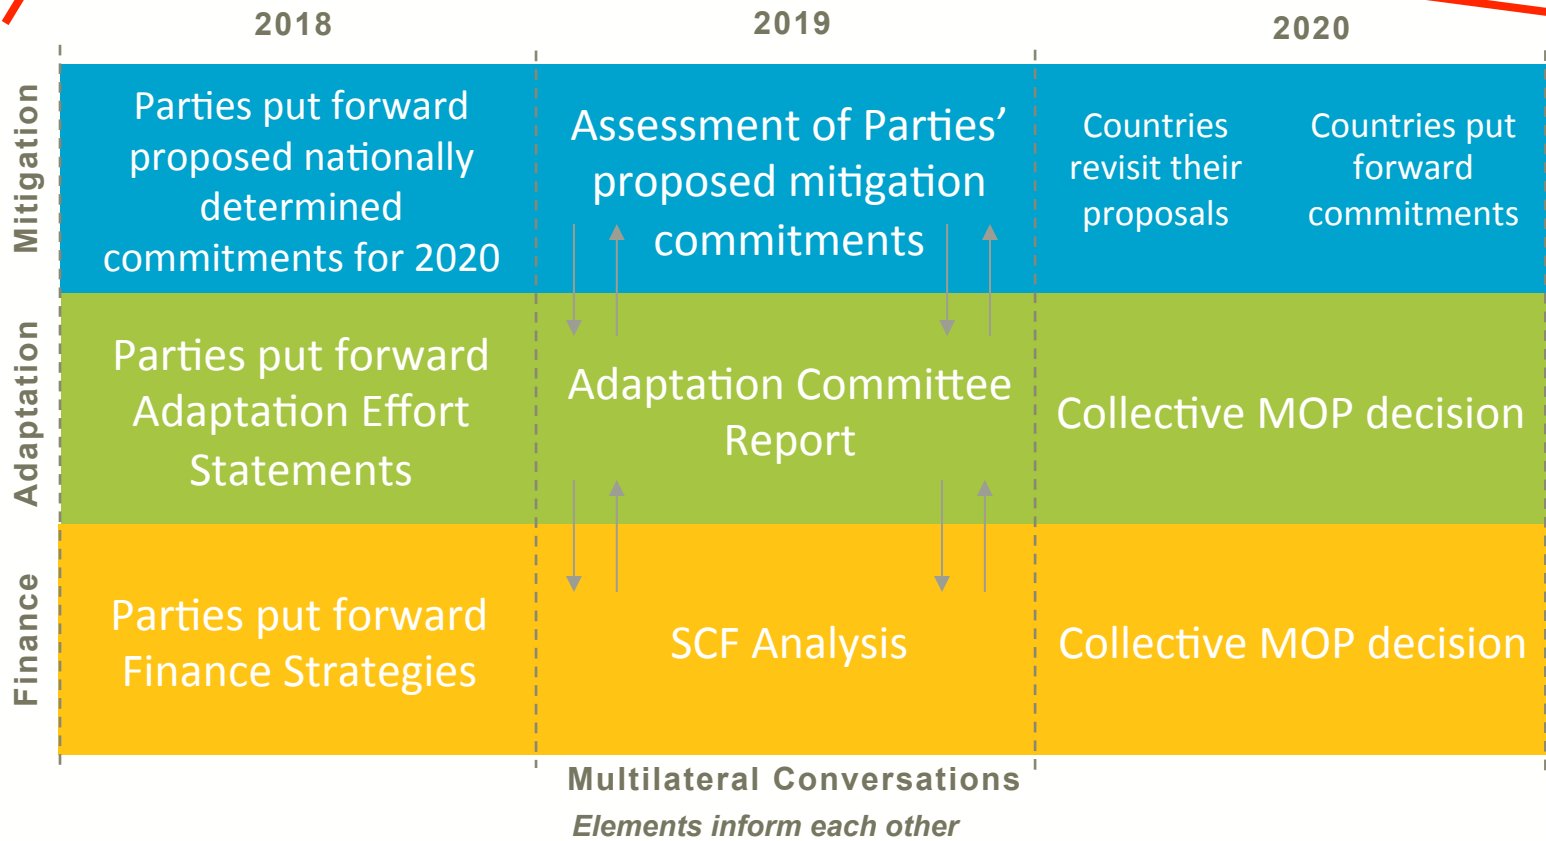 2018
2019
2020
Mitigation
Parties put forward
proposed nationally
determined
commitments for 2020
Assessment of Parties’
proposed mitigation
commitments
Countries
revisit their
proposals
Countries put
forward
commitments
Adaptation
Parties put forward
Adaptation Effort
Statements
Adaptation Committee
Report
Collective MOP decision
Finance
Parties put forward
Finance Strategies
SCF Analysis
Collective MOP decision
Multilateral Conversations
Elements inform each other